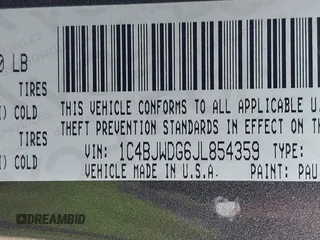 0 LB
TIRES
) COLD
TIRES
) COLD
THIS VEHICLE CONFORMS TO ALL APPLICABLE U.
THEFT PREVENTION STANDARDS IN EFFECT ON TH
VIN: 1C4BJWDG6JL854359 TYPE:
VEHICLE MADE IN U.S.A. PAINT: PAU
DREAMBID